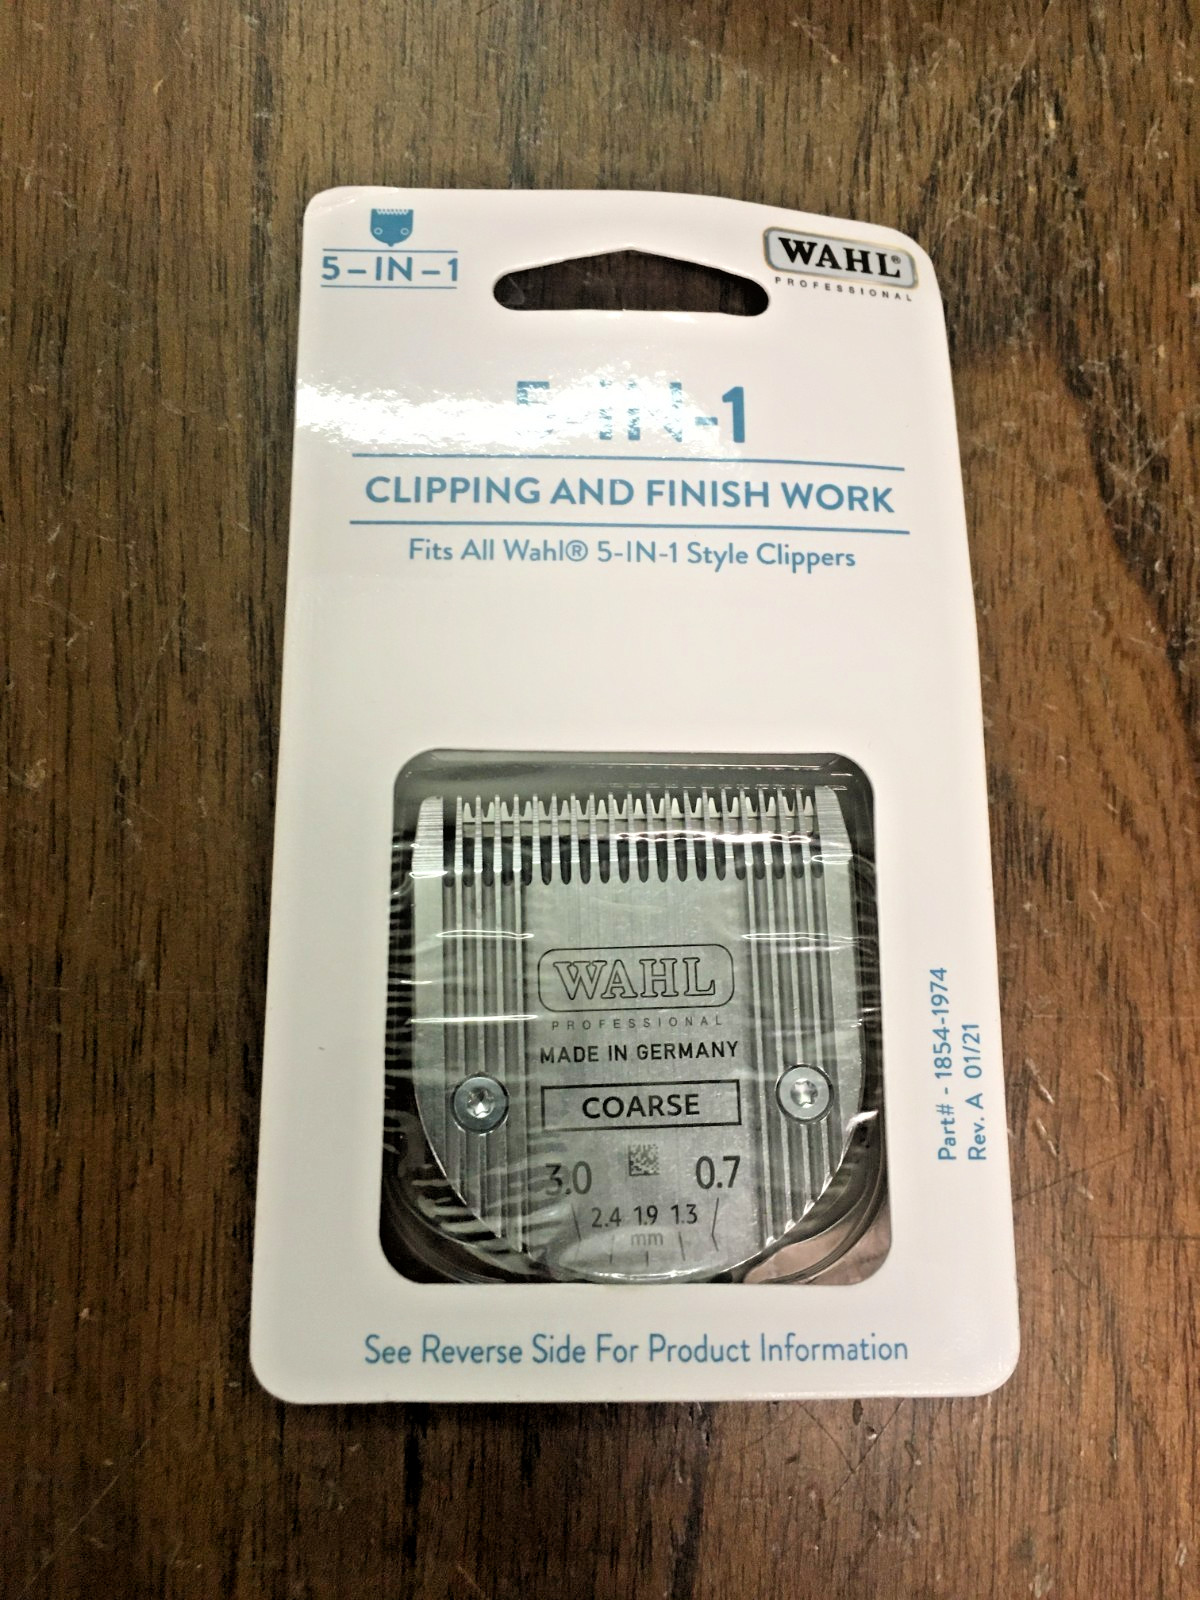 5-IN-1
WAHL®
PROFESSIONAL
5-IN-1
CLIPPING AND FINISH WORK
Fits All Wahl® 5-IN-1 Style Clippers
WAHL
PROFESSIONAL
MADE IN GERMANY
COARSE
3.0 0.7
2.4 1.9 1.3
mm
Part# - 1854-1974
Rev. A 01/21
See Reverse Side For Product Information